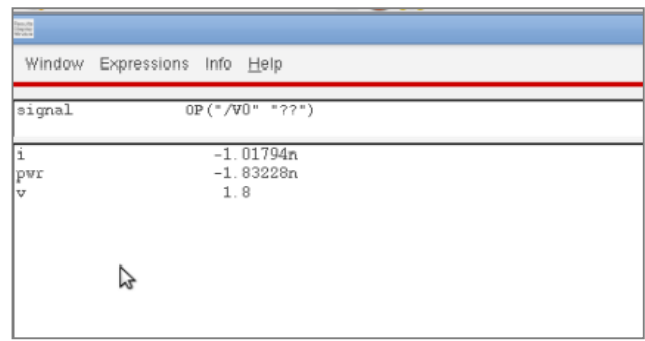 Window Expressions Info Help
signal OP("/V0" "??")
i -1.01794n
pwr -1.83228n
v 1.8